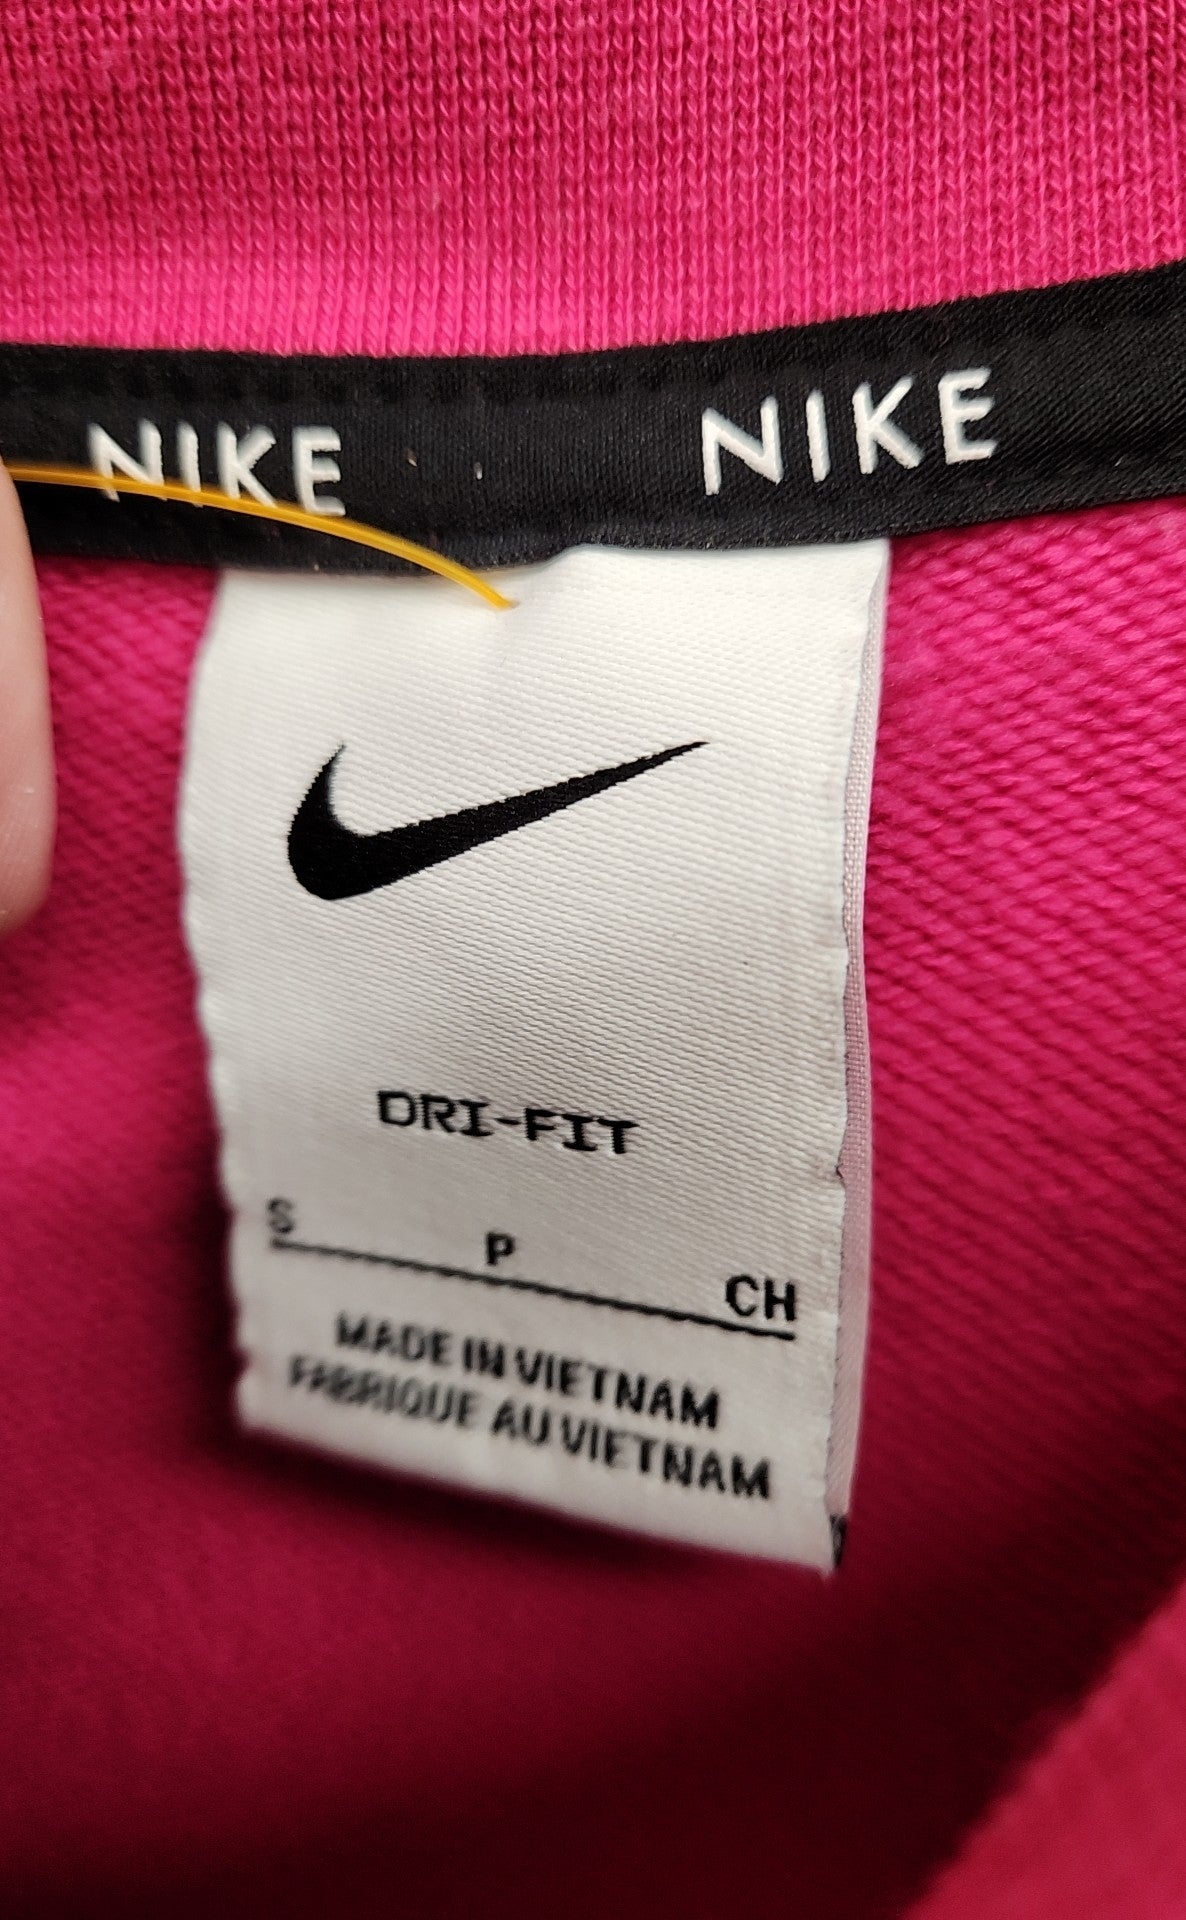 NIKE NIKE
DRI-FIT
S P CH
MADE IN VIETNAM
FABRIQUE AU VIETNAM